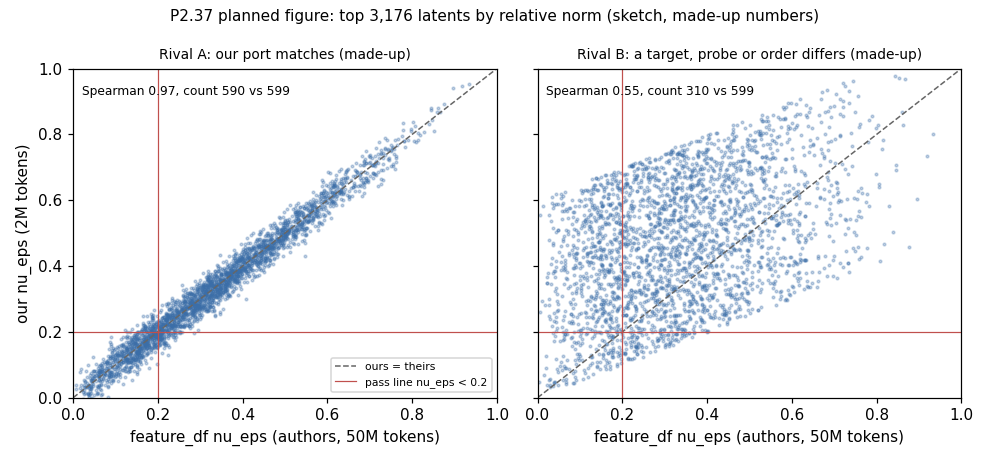 P2.37 planned figure: top 3,176 latents by relative norm (sketch, made-up numbers)
Rival A: our port matches (made-up)
Spearman 0.97, count 590 vs 599
our nu_eps (2M tokens)
1.0
0.8
0.6
0.4
0.2
0.0
ours = theirs
pass line nu_eps < 0.2
0.0 0.2 0.4 0.6 0.8 1.0
feature_df nu_eps (authors, 50M tokens)
Rival B: a target, probe or order differs (made-up)
Spearman 0.55, count 310 vs 599
0.0 0.2 0.4 0.6 0.8 1.0
feature_df nu_eps (authors, 50M tokens)